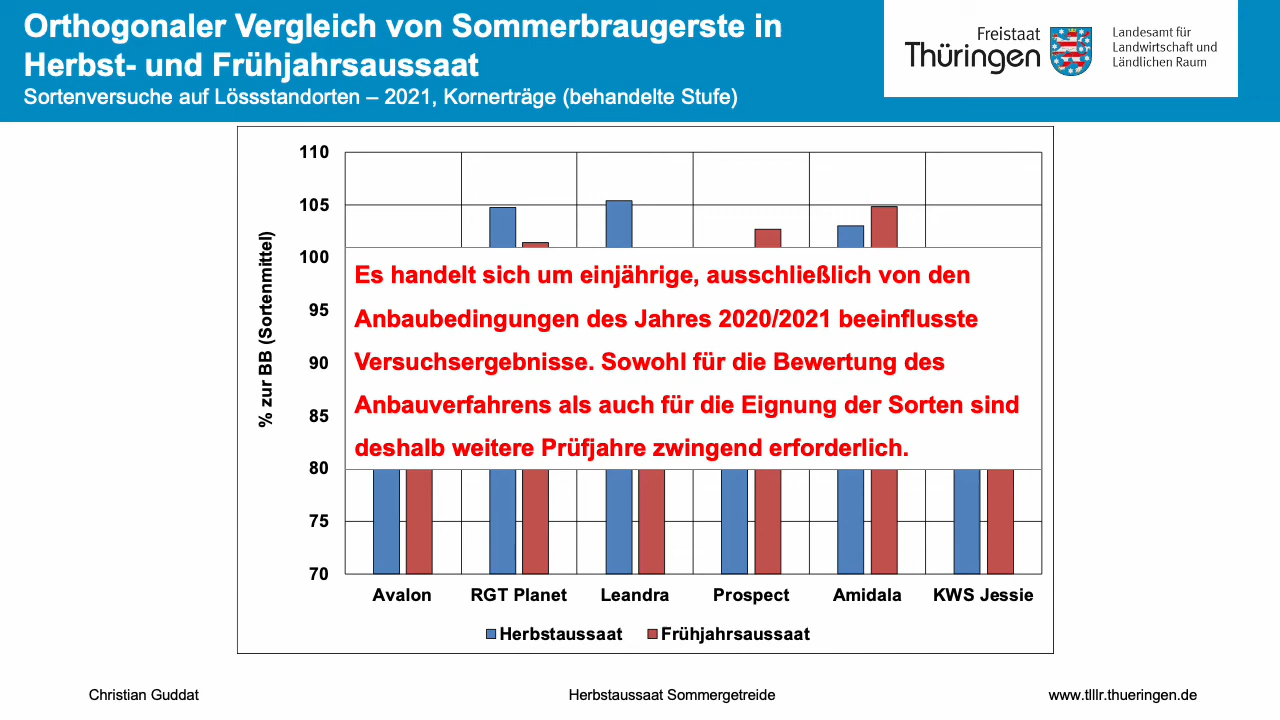 Orthogonaler Vergleich von Sommerbraugerste in
Herbst- und Frühjahrsaussaat
Sortenversuche auf Lössstandorten – 2021, Kornerträge (behandelte Stufe)
Freistaat
Thüringen
Landesamt für
Landwirtschaft und
Ländlichen Raum
% zur BB (Sortenmittel)
110
105
100
95
90
85
80
75
70
Es handelt sich um einjährige, ausschließlich von den
Anbaubedingungen des Jahres 2020/2021 beeinflusste
Versuchsergebnisse. Sowohl für die Bewertung des
Anbauverfahrens als auch für die Eignung der Sorten sind
deshalb weitere Prüfjahre zwingend erforderlich.
Avalon RGT Planet Leandra Prospect Amidala KWS Jessie
Herbstaussaat Frühjahrsaussaat
Christian Guddat Herbstaussaat Sommergetreide www.tlllr.thueringen.de